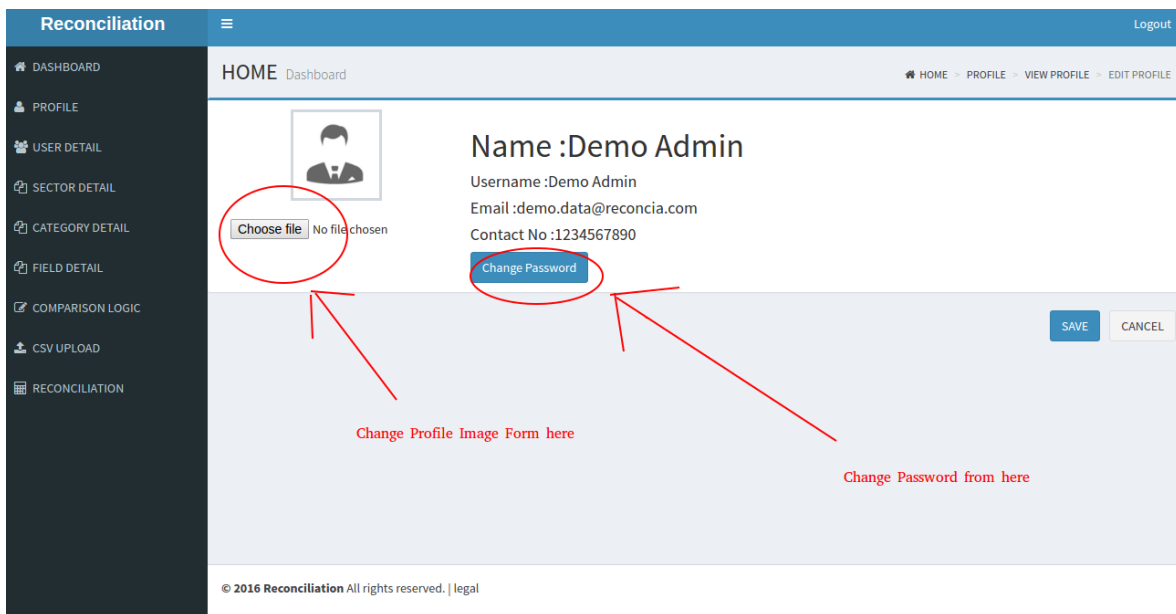 Reconciliation
Logout
DASHBOARD
PROFILE
USER DETAIL
SECTOR DETAIL
CATEGORY DETAIL
FIELD DETAIL
COMPARISON LOGIC
CSV UPLOAD
RECONCILIATION
HOME Dashboard
HOME > PROFILE > VIEW PROFILE > EDIT PROFILE
Choose file No file chosen
Name :Demo Admin
Username :Demo Admin
Email :demo.data@reconcia.com
Contact No :1234567890
Change Password
SAVE CANCEL
Change Profile Image Form here
Change Password from here
© 2016 Reconciliation All rights reserved. | legal